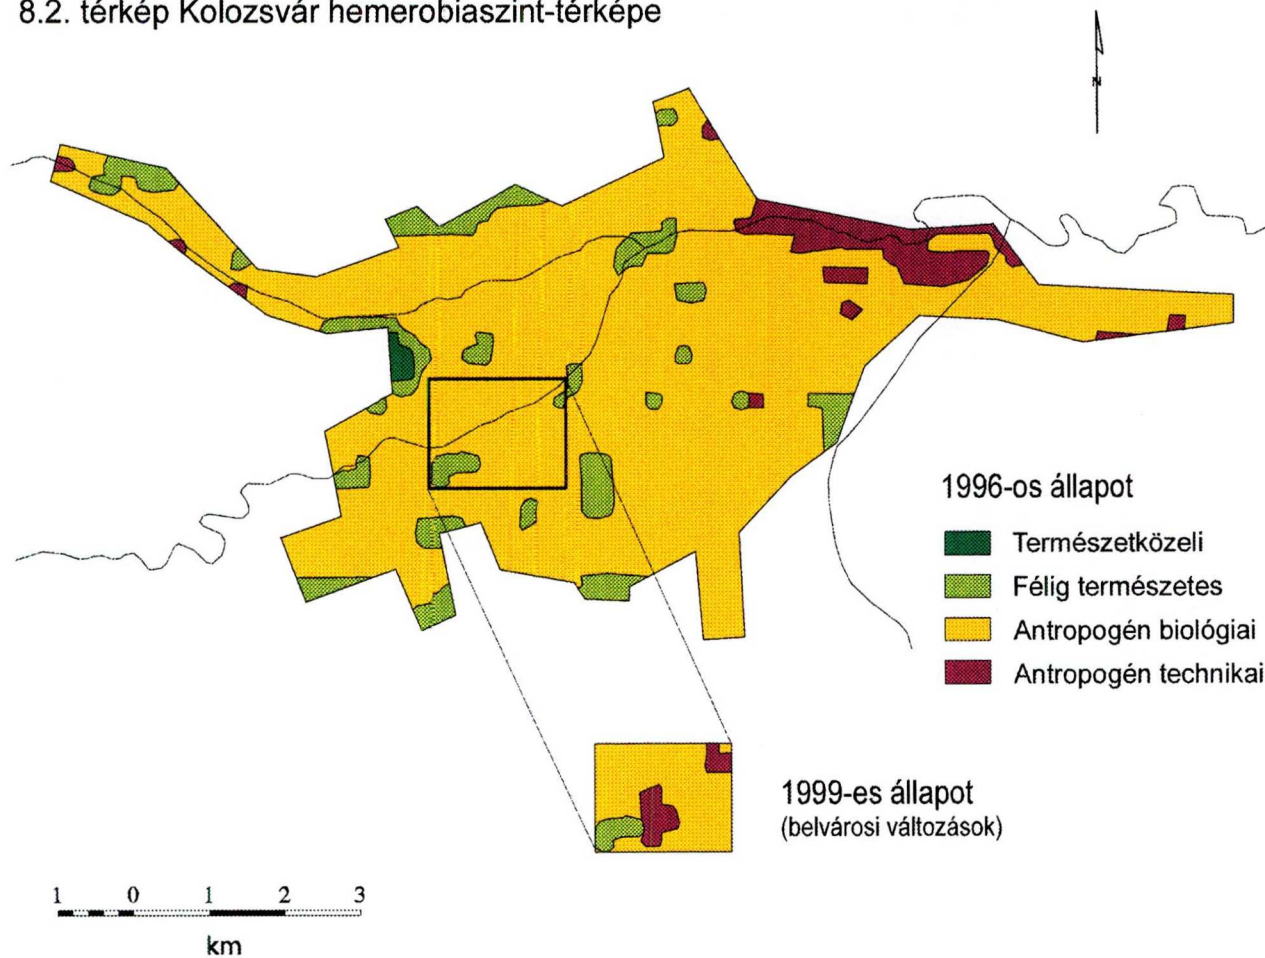 8.2. térkép Kolozsvár hemerobiaszint-térképe
N
1996-os állapot
Természetközeli
Félig természetes
Antropogén biológiai
Antropogén technikai
1999-es állapot
(belvárosi változások)
1 0 1 2 3
km